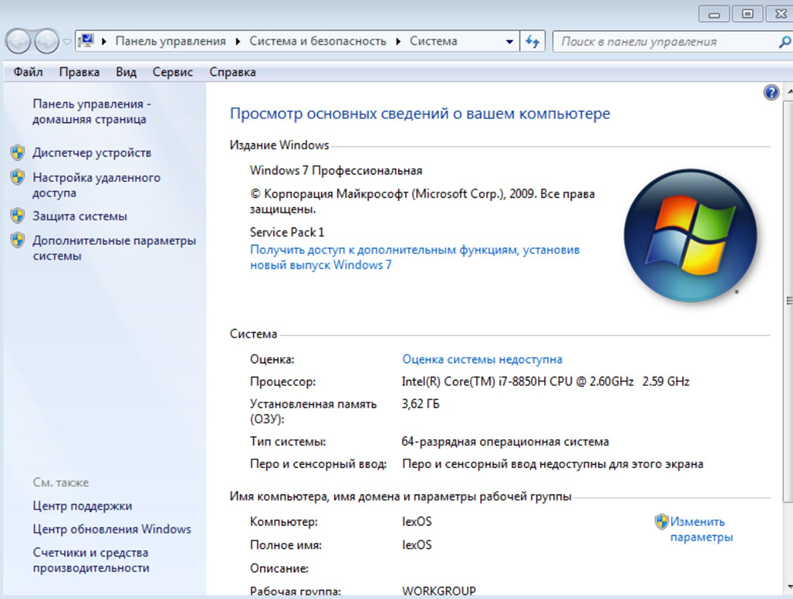 Панель управления
Система и безопасность
Система
Поиск в панели управления
Файл Правка Вид Сервис Справка
Панель управления -
домашняя страница
Диспетчер устройств
Настройка удаленного
доступа
Защита системы
Дополнительные параметры
системы
См. также
Центр поддержки
Центр обновления Windows
Счетчики и средства
производительности
Просмотр основных сведений о вашем компьютере
Издание Windows
Windows 7 Профессиональная
© Корпорация Майкрософт (Microsoft Corp.), 2009. Все права
защищены.
Service Pack 1
Получить доступ к дополнительным функциям, установив
новый выпуск Windows 7
Система
Оценка: Оценка системы недоступна
Процессор: Intel(R) Core(TM) i7-8850H CPU @ 2.60GHz 2.59 GHz
Установленная память 3,62 ГБ
(ОЗУ):
Тип системы: 64-разрядная операционная система
Перо и сенсорный ввод: Перо и сенсорный ввод недоступны для этого экрана
Имя компьютера, имя домена и параметры рабочей группы
Компьютер: lexOS
Изменить
параметры
Полное имя: lexOS
Описание:
Рабочая группа: WORKGROUP